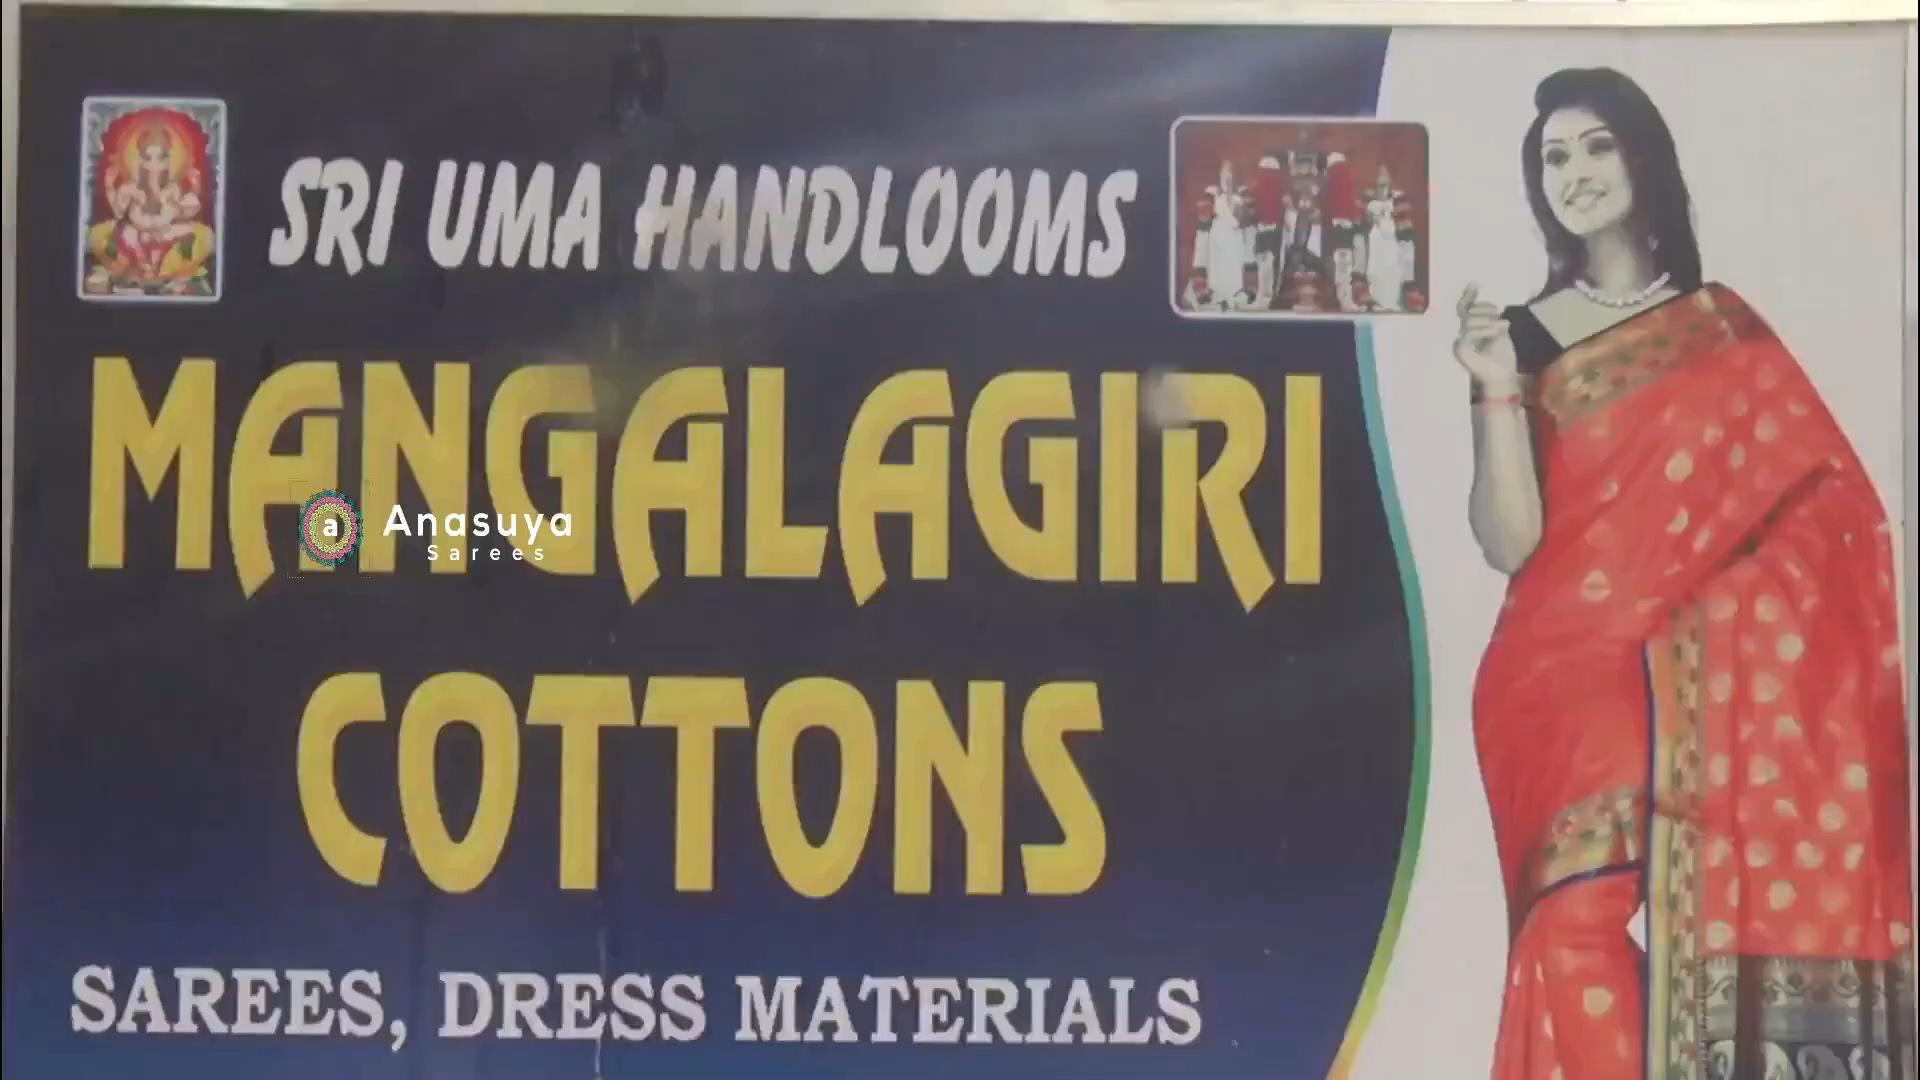 SRI UMA HANDLOOMS
MANGALAGIRI
a Anasuya
Sarees
COTTONS
SAREES, DRESS MATERIALS